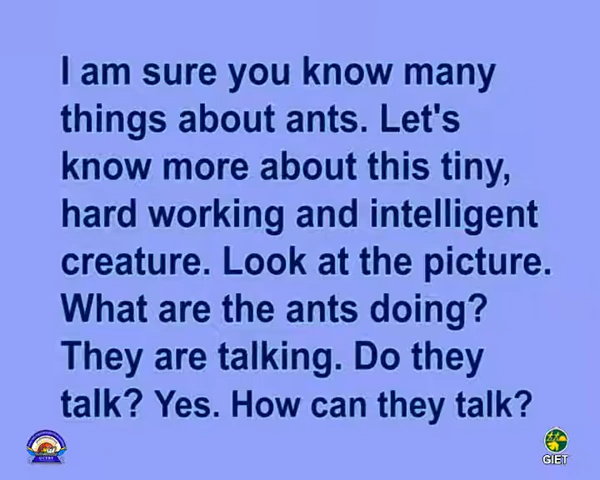 I am sure you know many
things about ants. Let's
know more about this tiny,
hard working and intelligent
creature. Look at the picture.
What are the ants doing?
They are talking. Do they
talk? Yes. How can they talk?
GIET